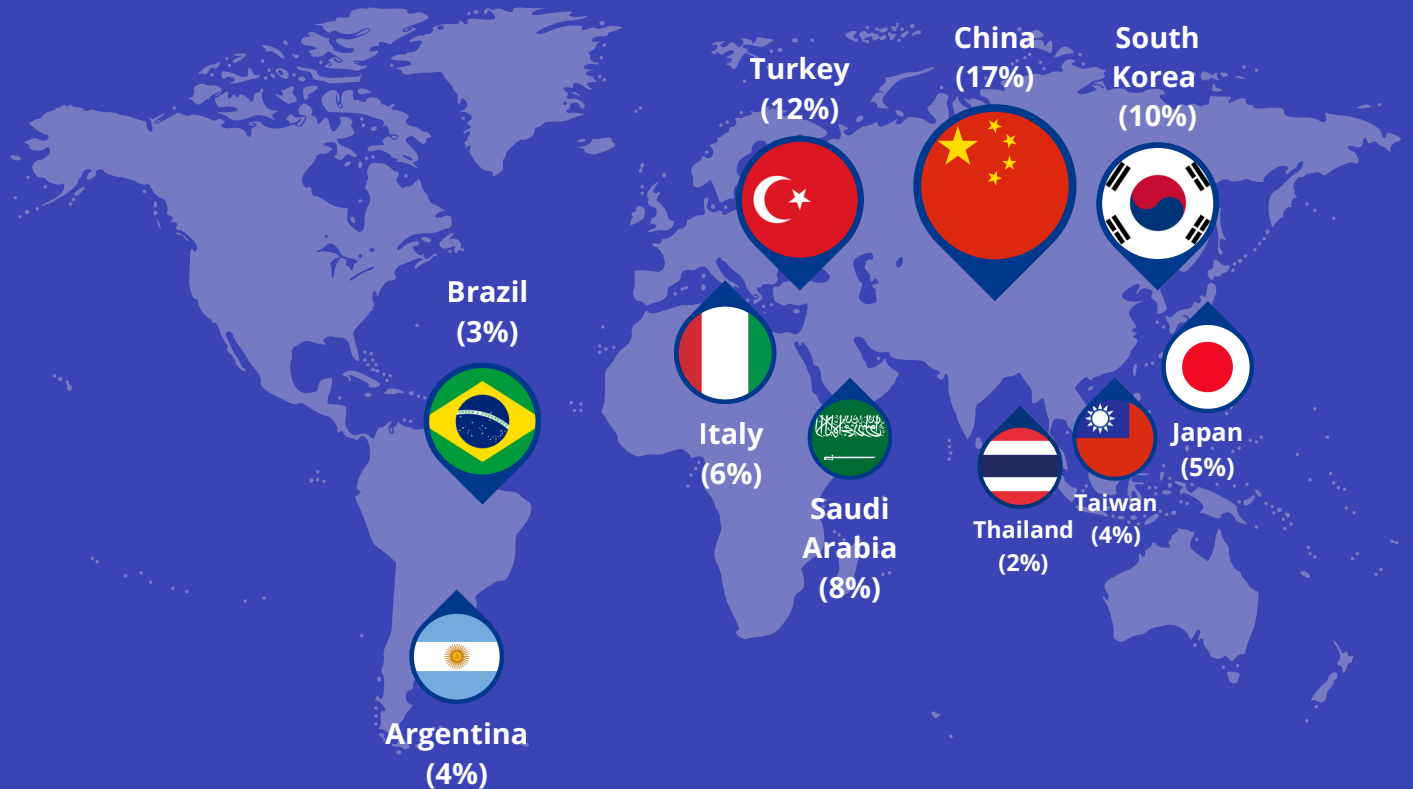 China
(17%)
South
Korea
(10%)
Turkey
(12%)
Brazil
(3%)
Italy
(6%)
Saudi
Arabia
(8%)
Thailand
(2%)
Taiwan
(4%)
Japan
(5%)
Argentina
(4%)